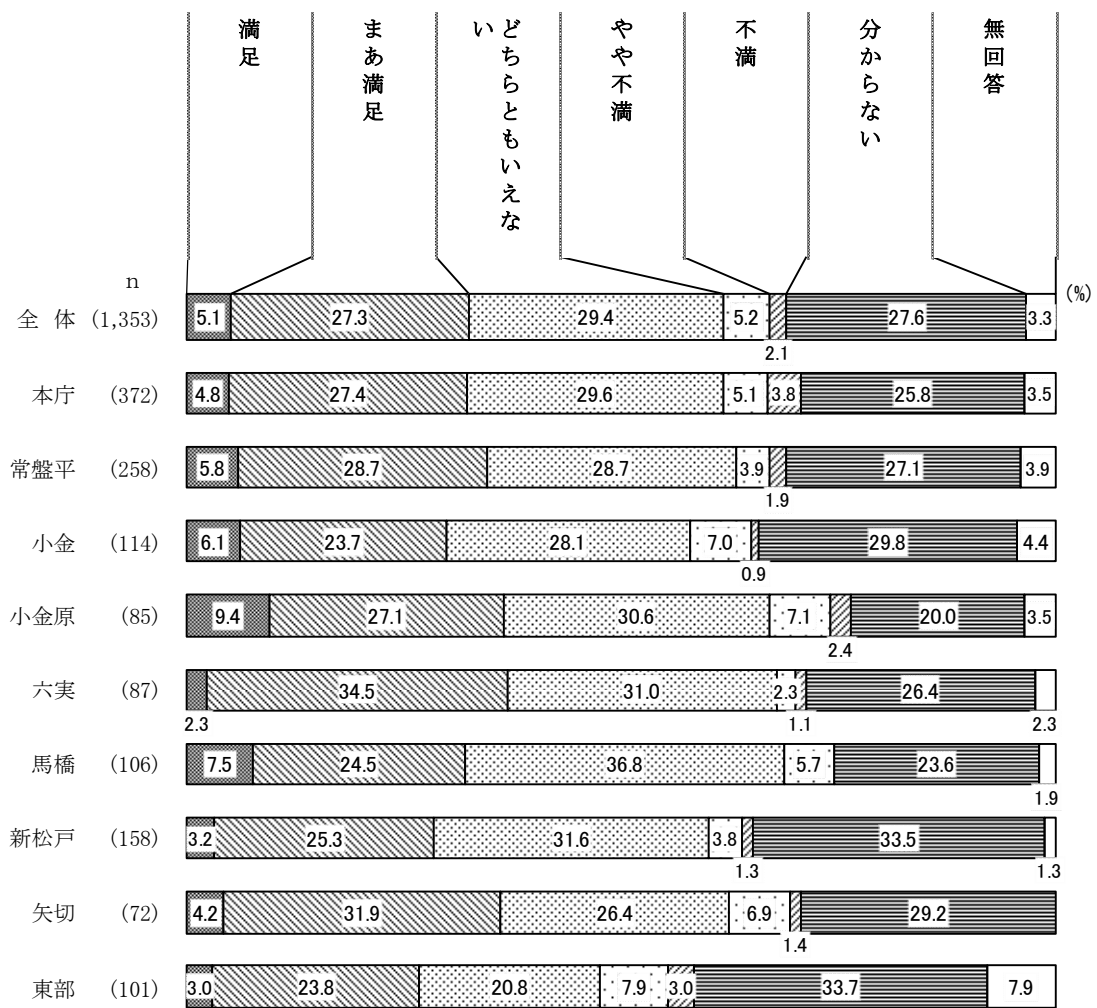 満足
まあ満足
どちらともいえな
い
やや不満
不満
分からない
無回答
n
(%)
全 体 (1,353) 5.1 27.3 29.4 5.2 27.6 3.3
2.1
本庁 (372) 4.8 27.4 29.6 5.1 3.8 25.8 3.5
常盤平 (258) 5.8 28.7 28.7 3.9 27.1 3.9
1.9
小金 (114) 6.1 23.7 28.1 7.0 29.8 4.4
0.9
小金原 (85) 9.4 27.1 30.6 7.1 20.0 3.5
2.4
六実 (87) 34.5 31.0 2.3 26.4
2.3 1.1 2.3
馬橋 (106) 7.5 24.5 36.8 5.7 23.6
1.9
新松戸 (158) 3.2 25.3 31.6 3.8 33.5
1.3 1.3
矢切 (72) 4.2 31.9 26.4 6.9 29.2
1.4
東部 (101) 3.0 23.8 20.8 7.9 3.0 33.7 7.9